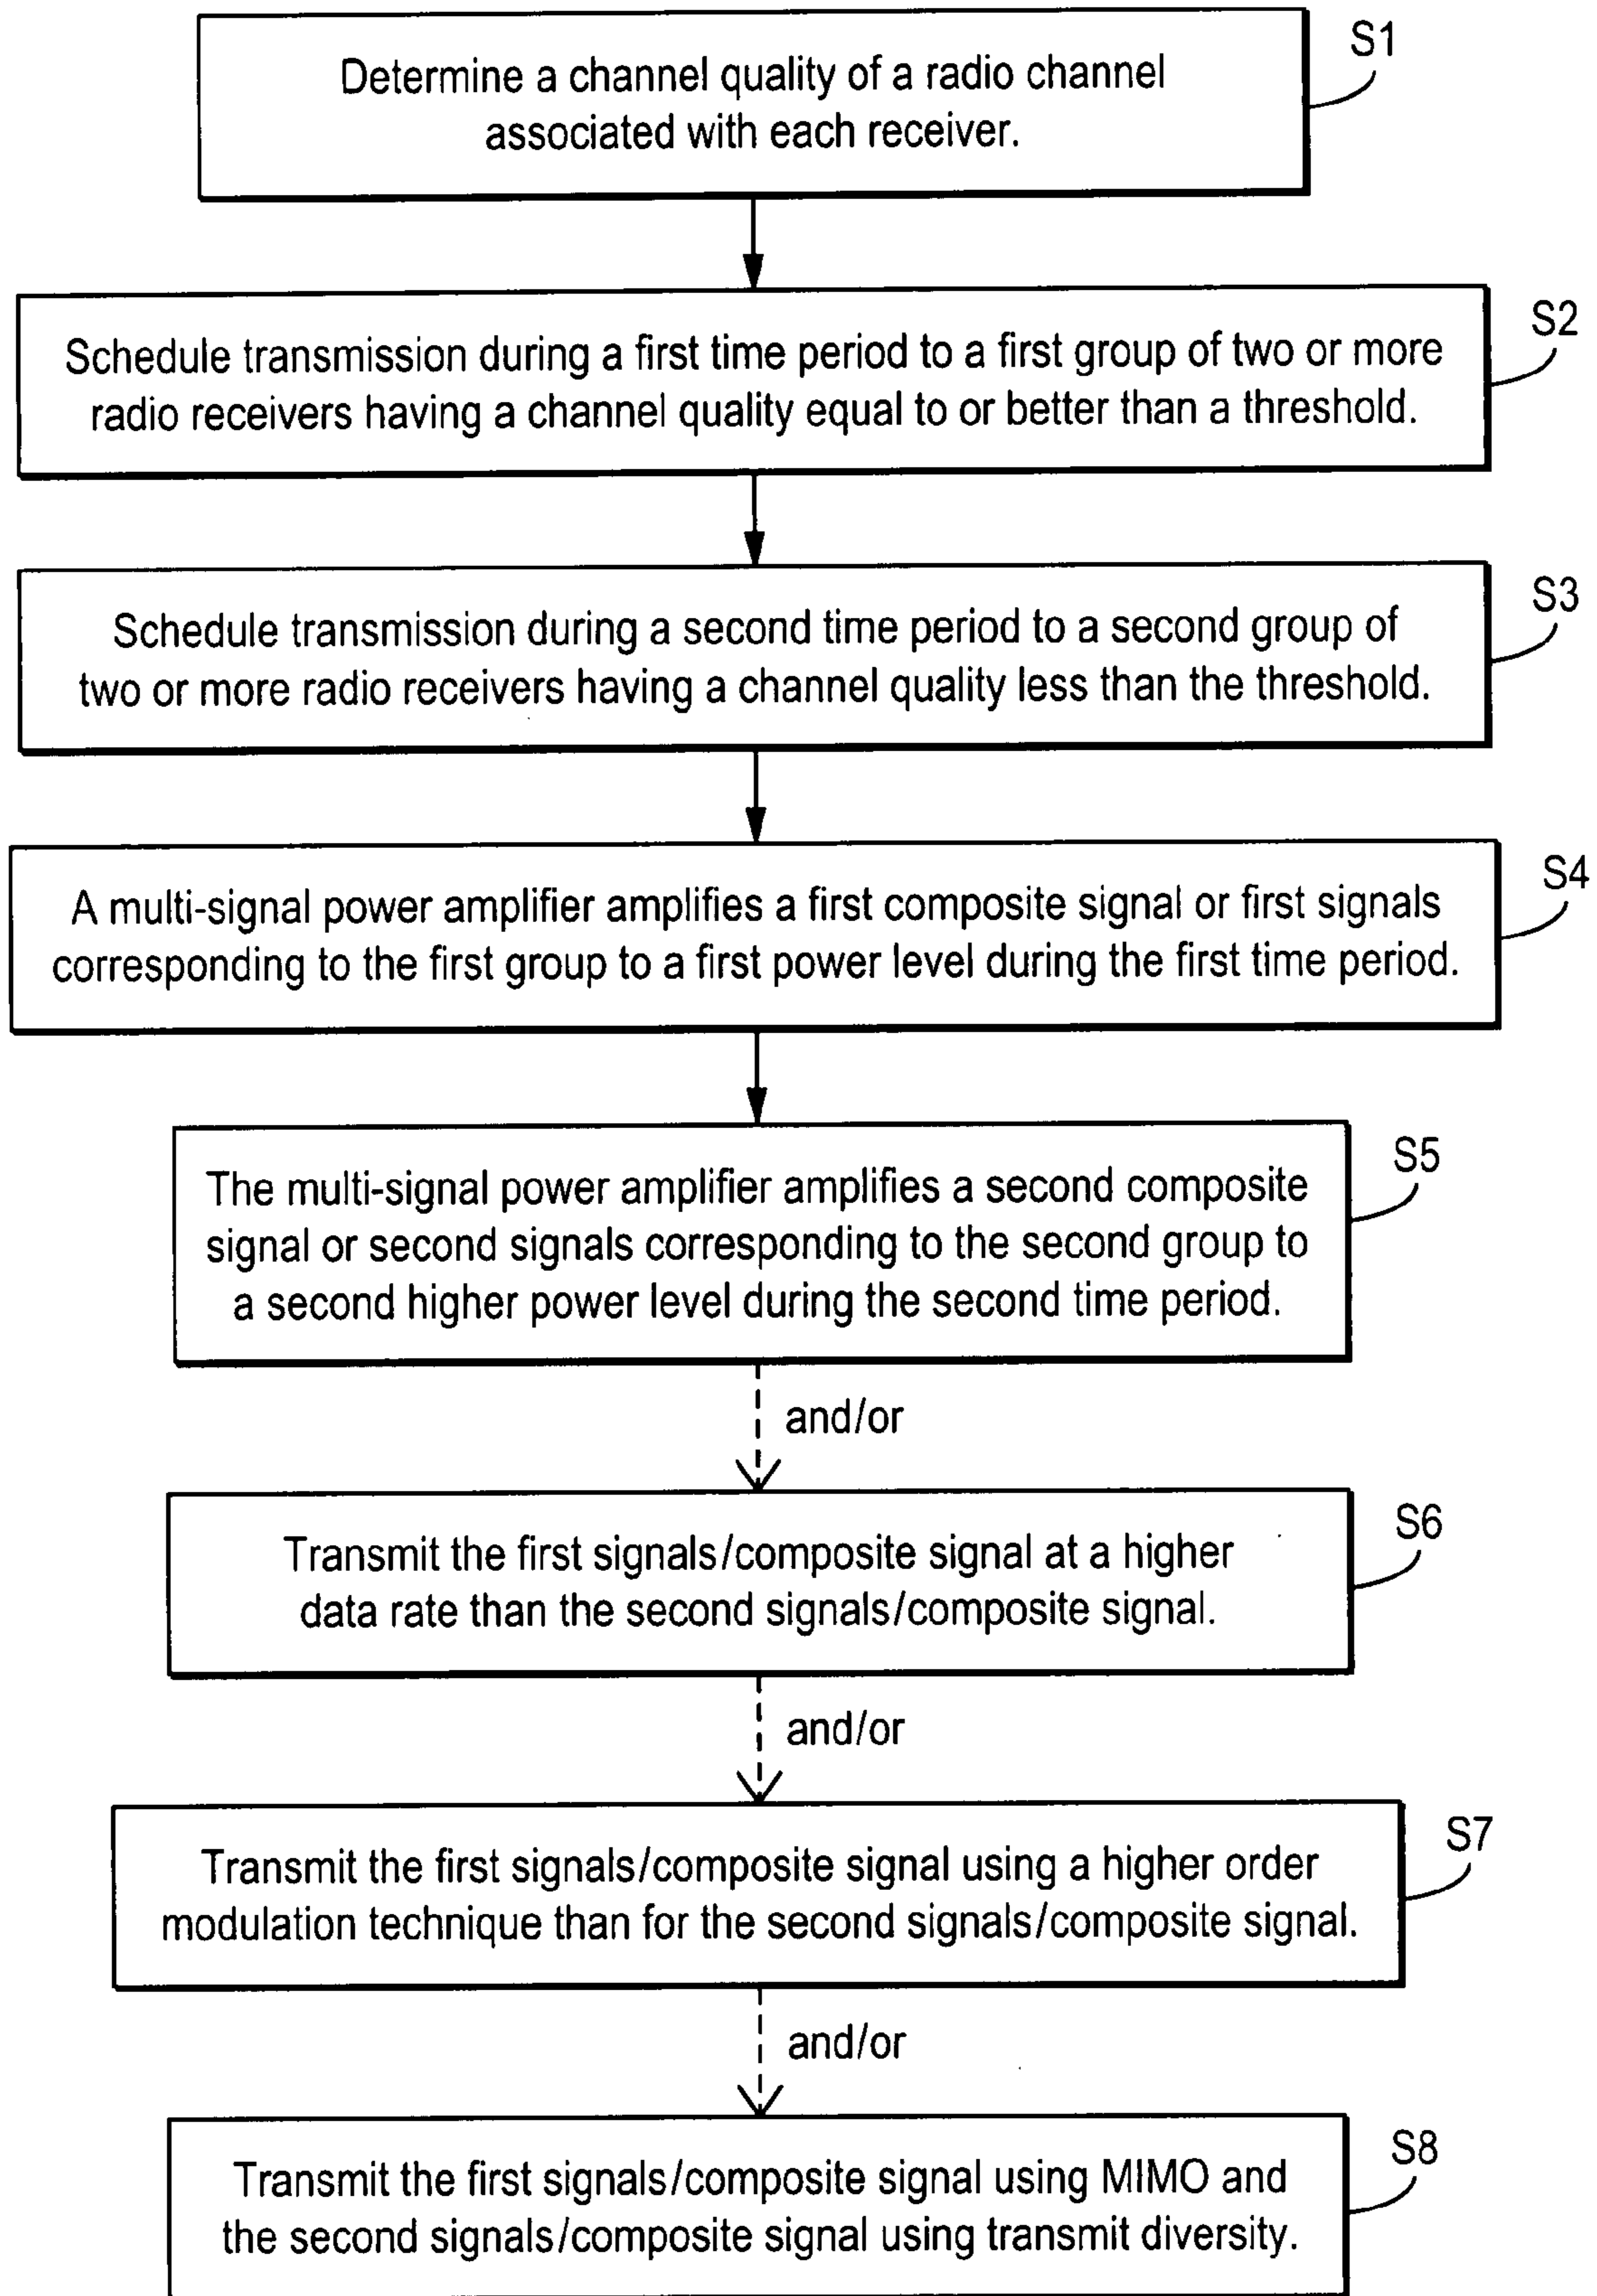 S1
Determine a channel quality of a radio channel
associated with each receiver.
S2
Schedule transmission during a first time period to a first group of two or more
radio receivers having a channel quality equal to or better than a threshold.
S3
Schedule transmission during a second time period to a second group of
two or more radio receivers having a channel quality less than the threshold.
S4
A multi-signal power amplifier amplifies a first composite signal or first signals
corresponding to the first group to a first power level during the first time period.
S5
The multi-signal power amplifier amplifies a second composite
signal or second signals corresponding to the second group to
a second higher power level during the second time period.
and/or
S6
Transmit the first signals/composite signal at a higher
data rate than the second signals/composite signal.
and/or
S7
Transmit the first signals/composite signal using a higher order
modulation technique than for the second signals/composite signal.
and/or
S8
Transmit the first signals/composite signal using MIMO and
the second signals/composite signal using transmit diversity.